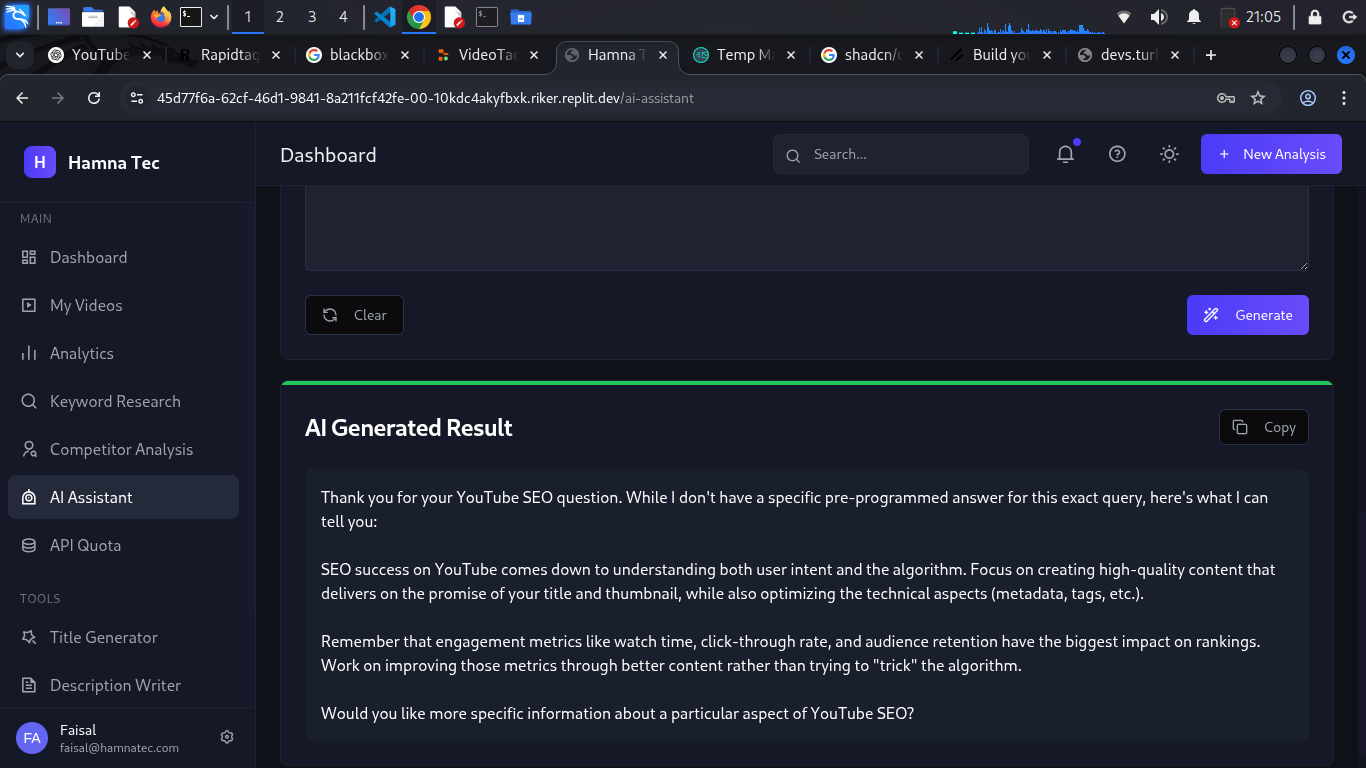 1 2 3 4
21:05
YouTube
Rapidtag
blackbox
VideoTac
Hamna T
Temp Ma
shadcn/u
Build you
devs.turl
45d77f6a-62cf-46d1-9841-8a211fcf42fe-00-10kdc4akyfbxk.riker.replit.dev/ai-assistant
H
Hamna Tec
Dashboard
Search...
+ New Analysis
MAIN
Dashboard
My Videos
Analytics
Keyword Research
Competitor Analysis
AI Assistant
API Quota
TOOLS
Title Generator
Description Writer
FA
Faisal
faisal@hamnatec.com
Clear
Generate
AI Generated Result
Copy
Thank you for your YouTube SEO question. While I don't have a specific pre-programmed answer for this exact query, here's what I can
tell you:
SEO success on YouTube comes down to understanding both user intent and the algorithm. Focus on creating high-quality content that
delivers on the promise of your title and thumbnail, while also optimizing the technical aspects (metadata, tags, etc.).
Remember that engagement metrics like watch time, click-through rate, and audience retention have the biggest impact on rankings.
Work on improving those metrics through better content rather than trying to "trick" the algorithm.
Would you like more specific information about a particular aspect of YouTube SEO?